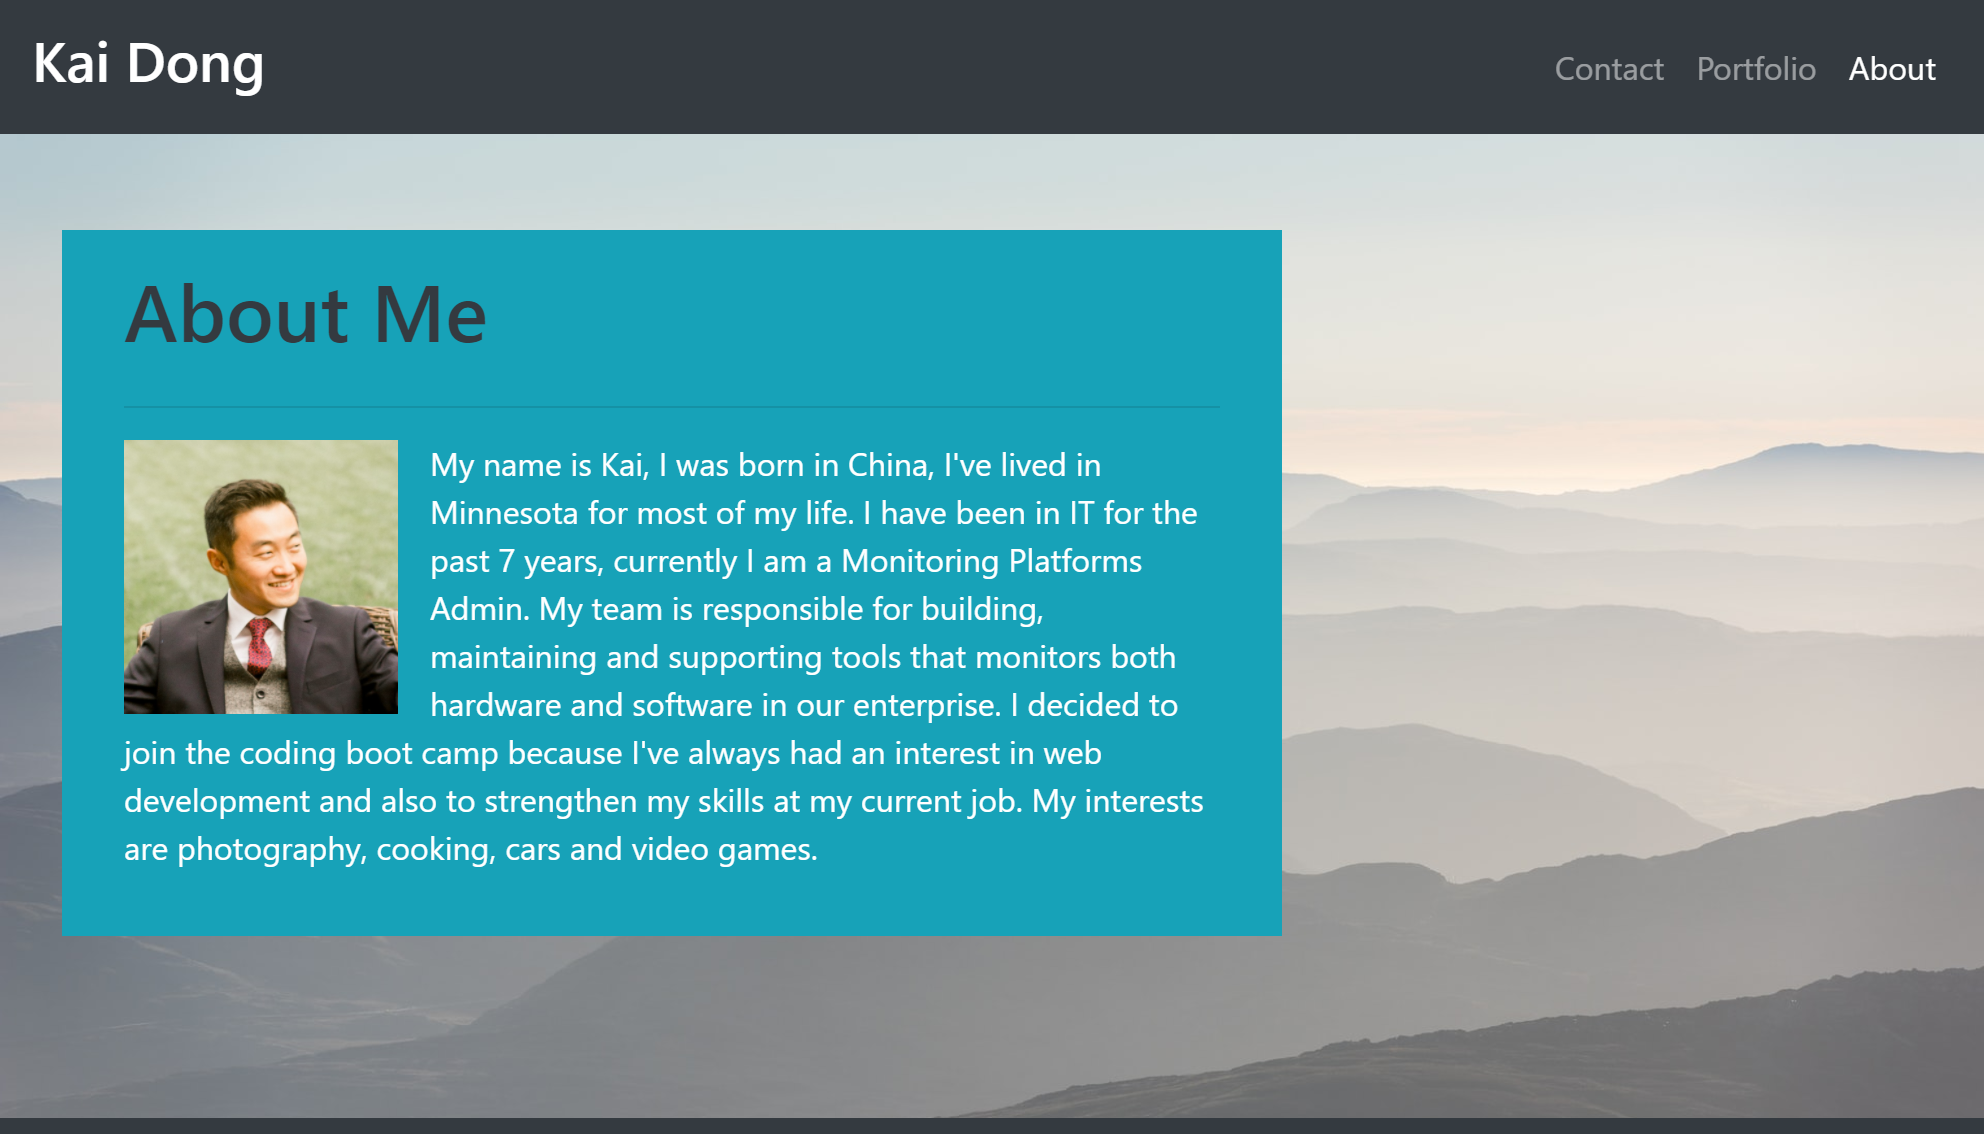 Kai Dong
Contact Portfolio About
About Me
My name is Kai, I was born in China, I've lived in
Minnesota for most of my life. I have been in IT for the
past 7 years, currently I am a Monitoring Platforms
Admin. My team is responsible for building,
maintaining and supporting tools that monitors both
hardware and software in our enterprise. I decided to
join the coding boot camp because I've always had an interest in web
development and also to strengthen my skills at my current job. My interests
are photography, cooking, cars and video games.